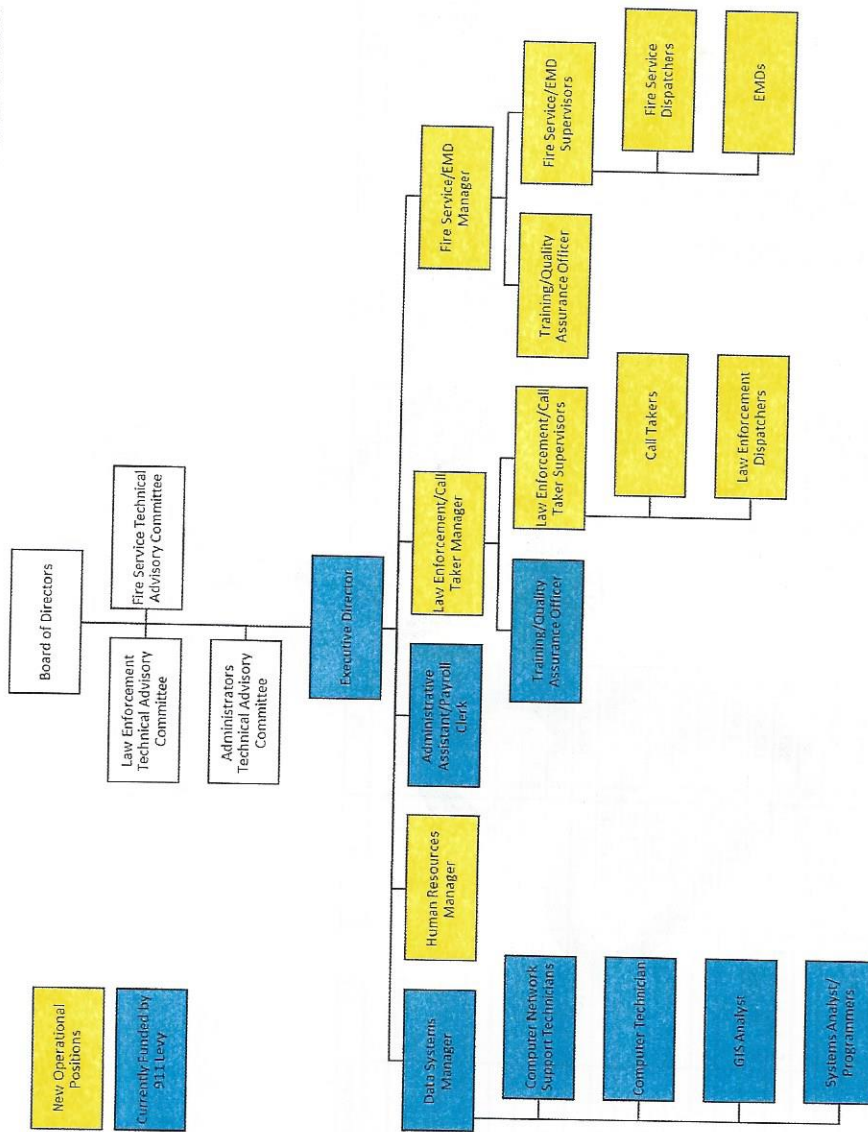 New Operational
Positions
Currently Funded by
911 Levy
Board of Directors
Law Enforcement
Technical Advisory
Committee
Fire Service Technical
Advisory Committee
Administrators
Technical Advisory
Committee
Executive Director
Data Systems
Manager
Human Resources
Manager
Administrative
Assistant/Payroll
Clerk
Law Enforcement/Call
Taker Manager
Fire Service/EMD
Manager
Computer Network
Support Technicians
Computer Technician
GIS Analyst
Systems Analyst/
Programmers
Training/Quality
Assurance Officer
Law Enforcement/Call
Taker Supervisors
Call Takers
Law Enforcement
Dispatchers
Training/Quality
Assurance Officer
Fire Service/EMD
Supervisors
Fire Service
Dispatchers
EMDs